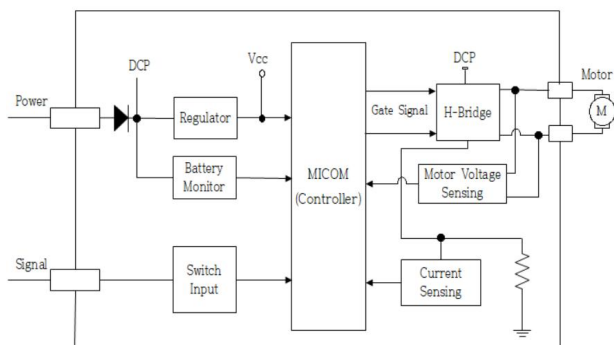 DCP
Vcc
DCP
Motor
Power
Regulator
Gate Signal
H-Bridge
M
Battery
Monitor
MICOM
(Controller)
Motor Voltage
Sensing
Signal
Switch
Input
Current
Sensing